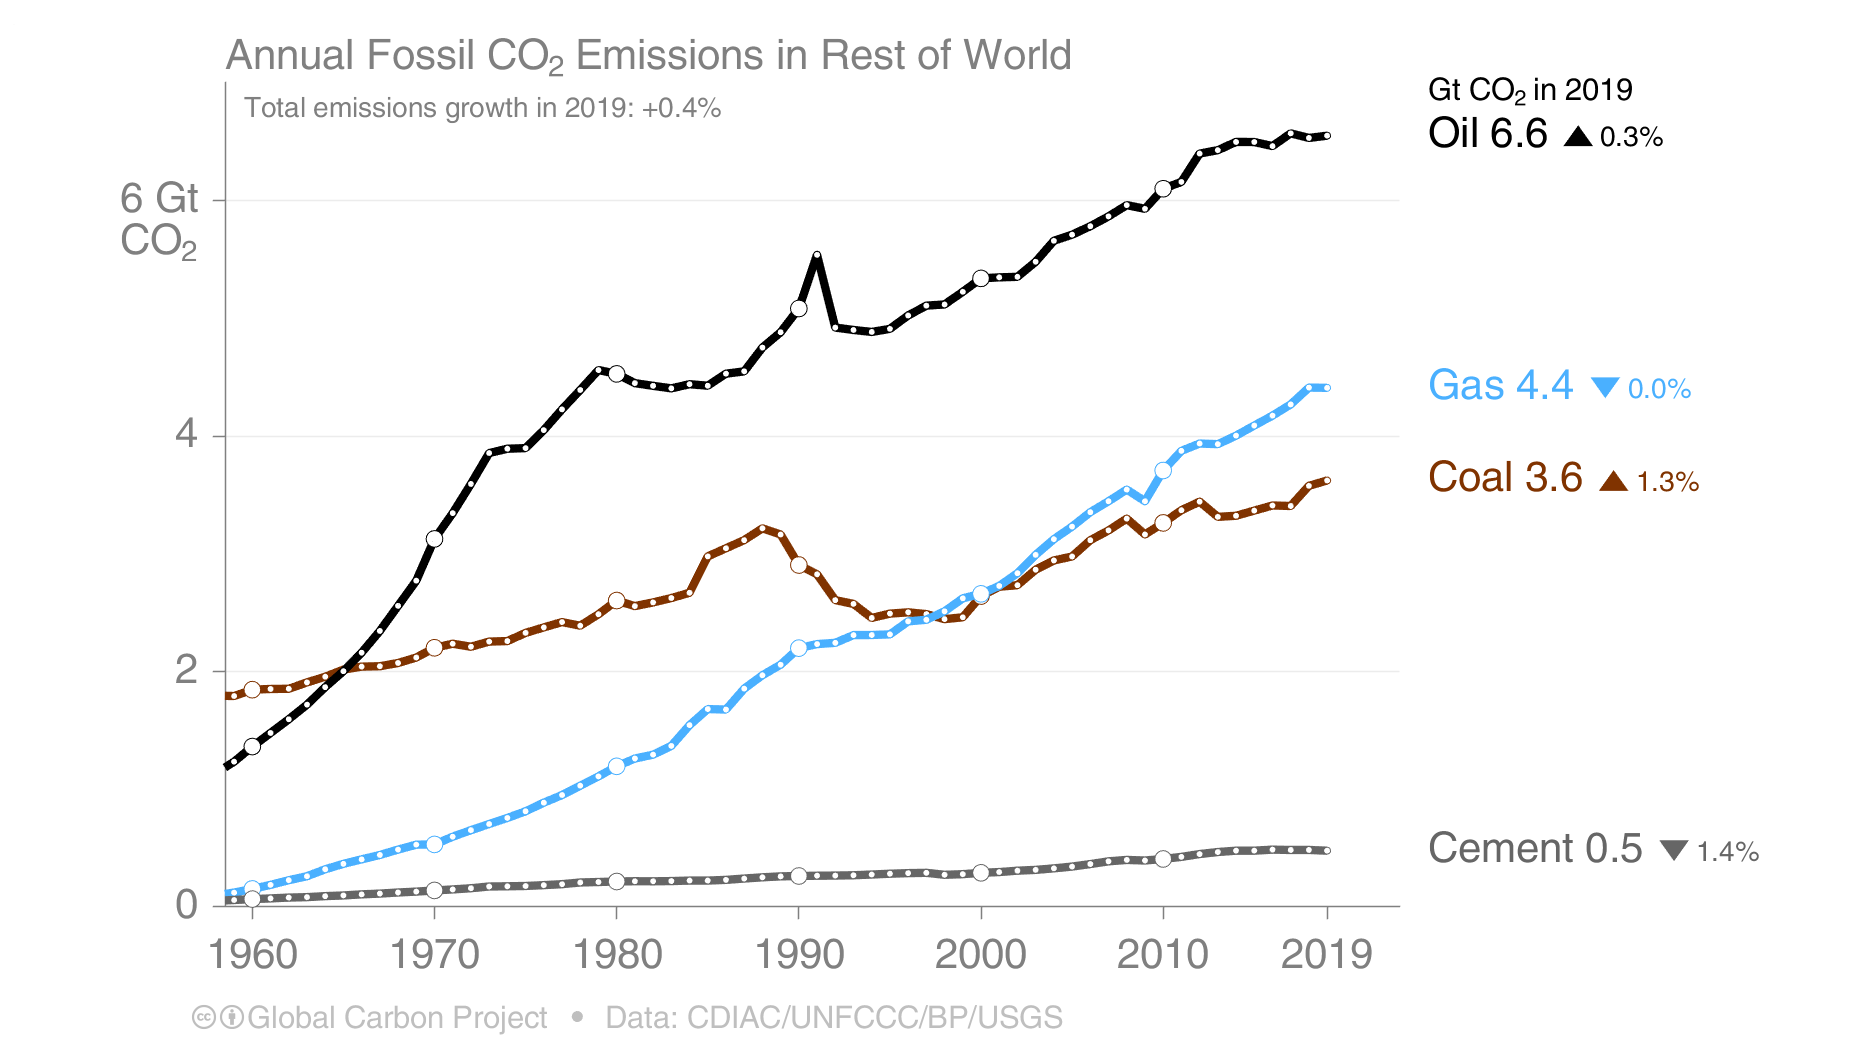 Annual Fossil CO₂ Emissions in Rest of World
Total emissions growth in 2019: +0.4%
Gt CO₂ in 2019
Oil 6.6 ▲ 0.3%
Gas 4.4 ▼ 0.0%
Coal 3.6 ▲ 1.3%
Cement 0.5 ▼ 1.4%
6 Gt
CO₂
4
2
0
1960 1970 1980 1990 2000 2010 2019
cc Global Carbon Project • Data: CDIAC/UNFCCC/BP/USGS